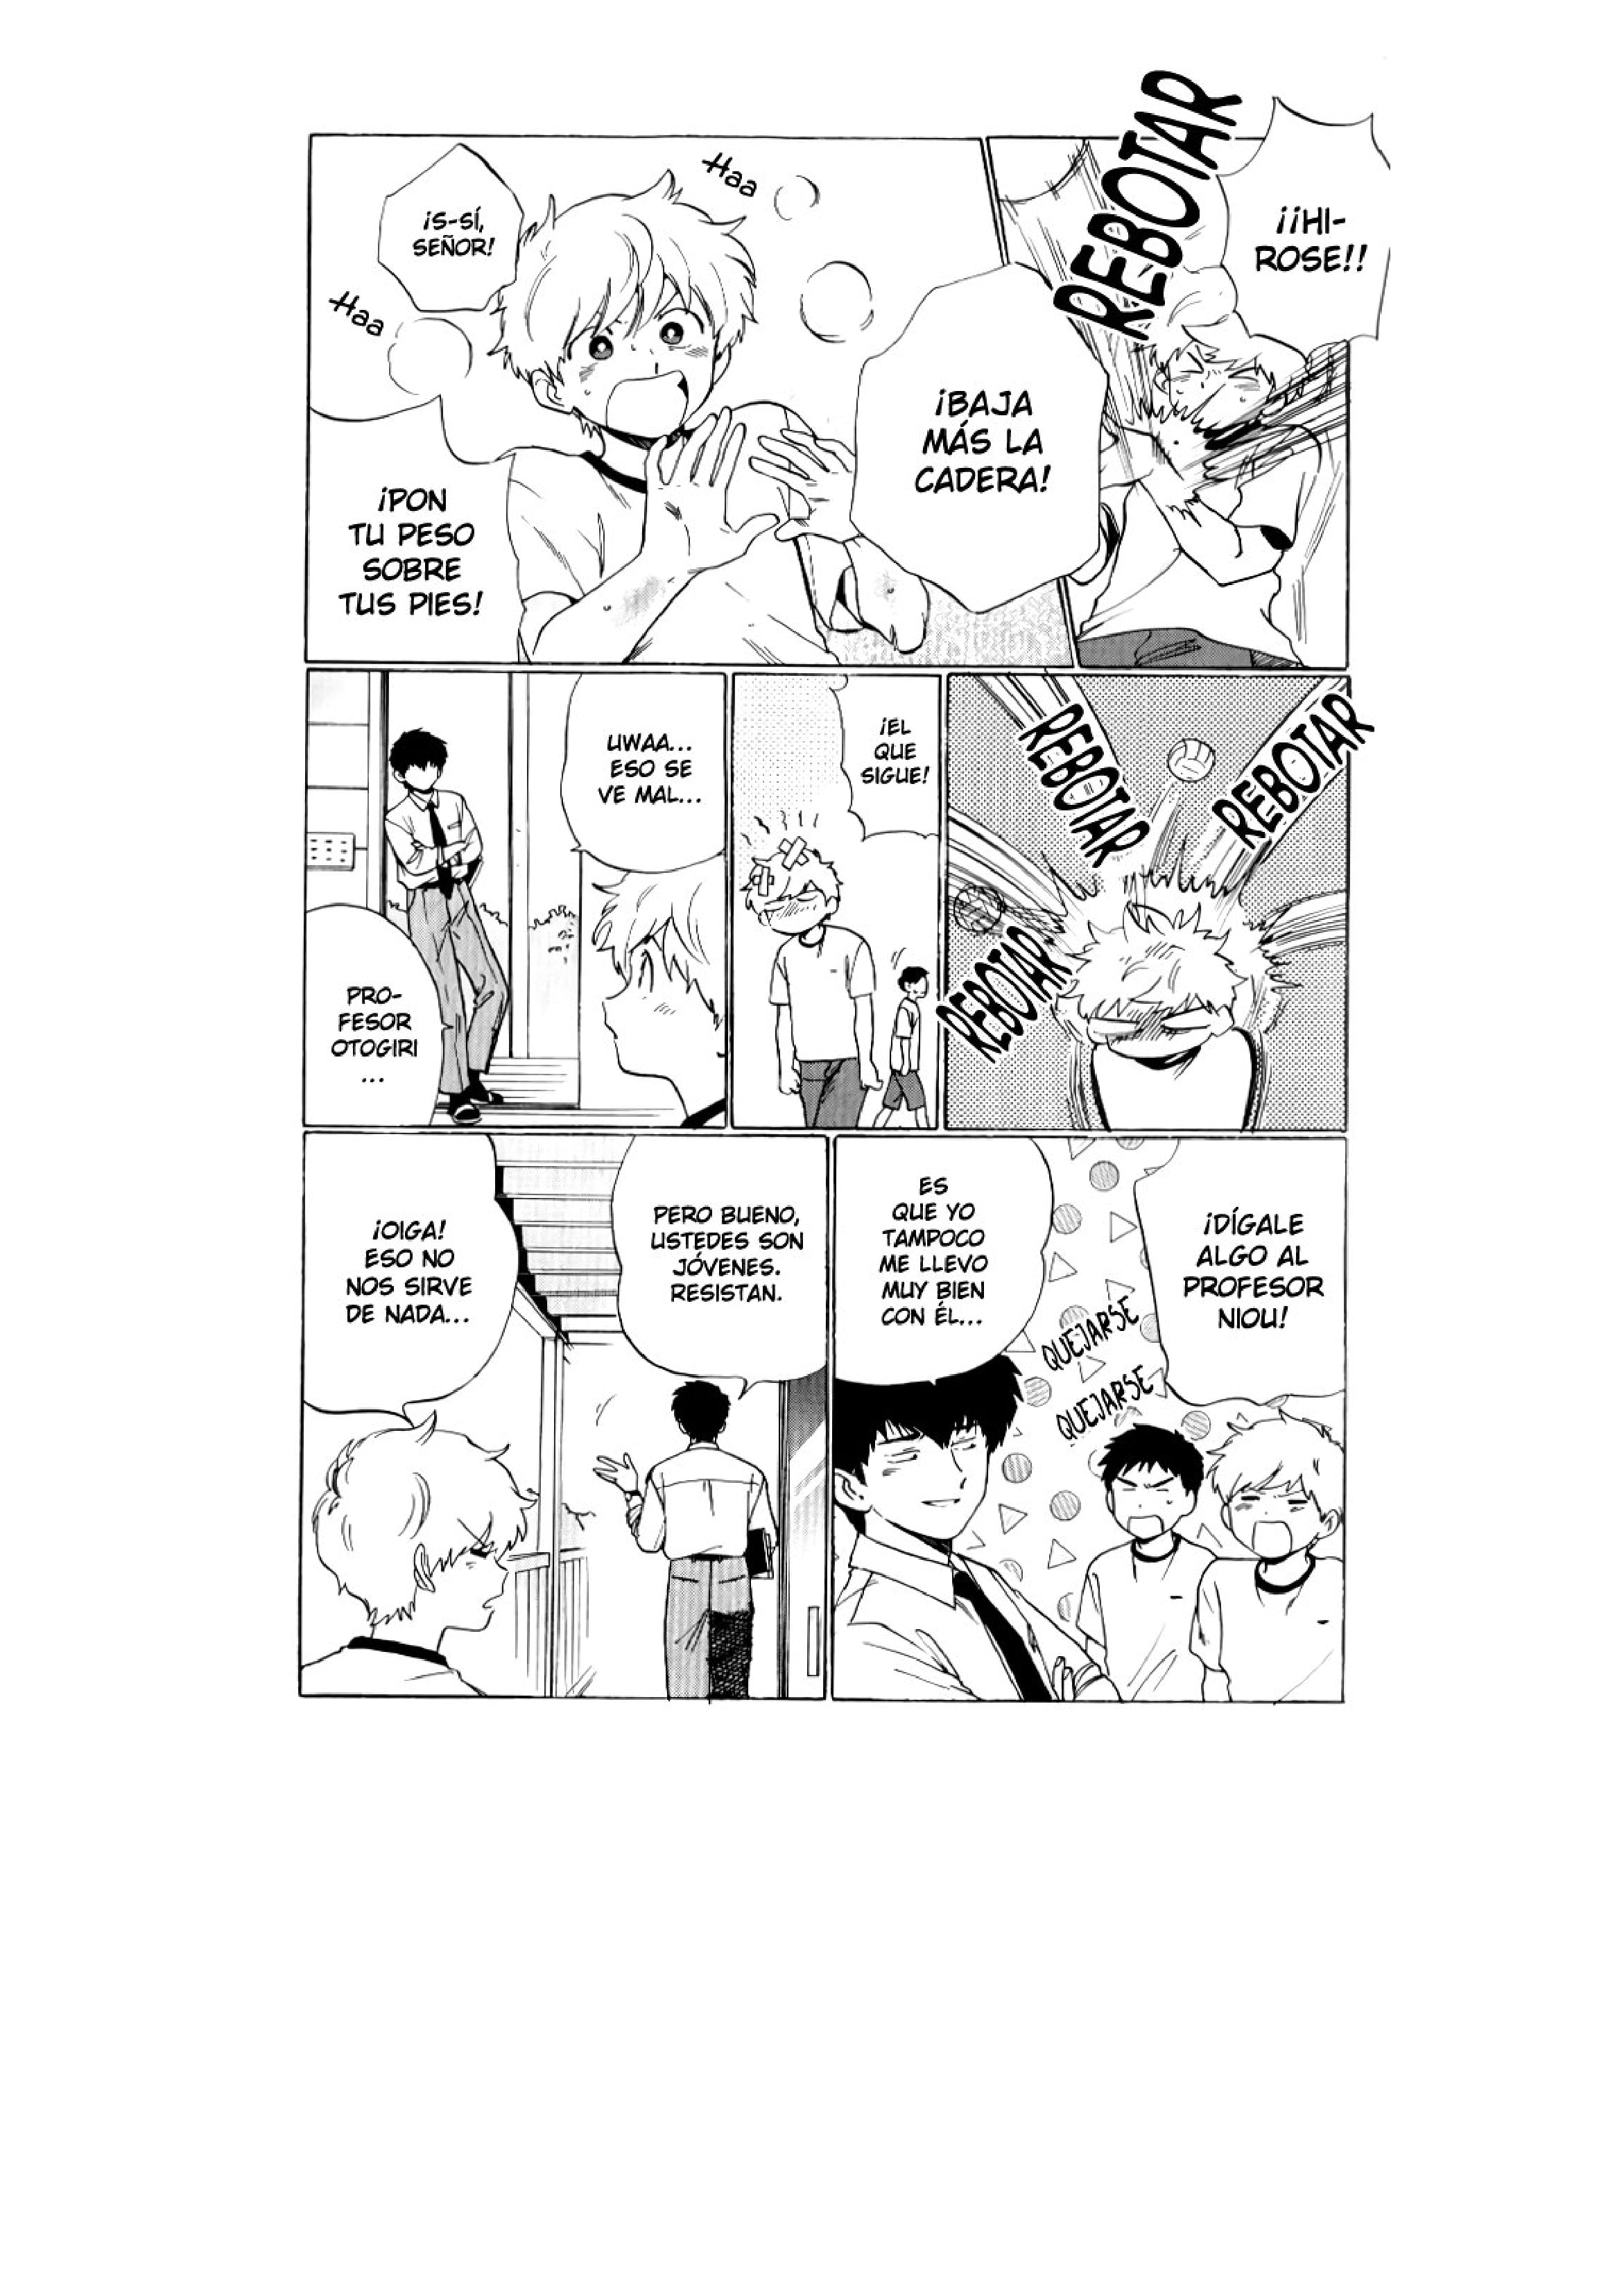 ¡¡HI-
ROSE!!
REBOTAR
¡BAJA
MÁS LA
CADERA!
Haa
¡S-SÍ,
SEÑOR!
Haa
¡PON
TU PESO
SOBRE
TUS PIES!
REBOTAR
REBOTAR
REBOTAR
¡EL
QUE
SIGUE!
UWAA...
ESO SE
VE MAL...
PRO-
FESOR
OTOGIRI
...
¡DÍGALE
ALGO AL
PROFESOR
NIOU!
QUEJARSE
QUEJARSE
ES
QUE YO
TAMPOCO
ME LLEVO
MUY BIEN
CON ÉL...
PERO BUENO,
USTEDES SON
JÓVENES.
RESISTAN.
¡OIGA!
ESO NO
NOS SIRVE
DE NADA...